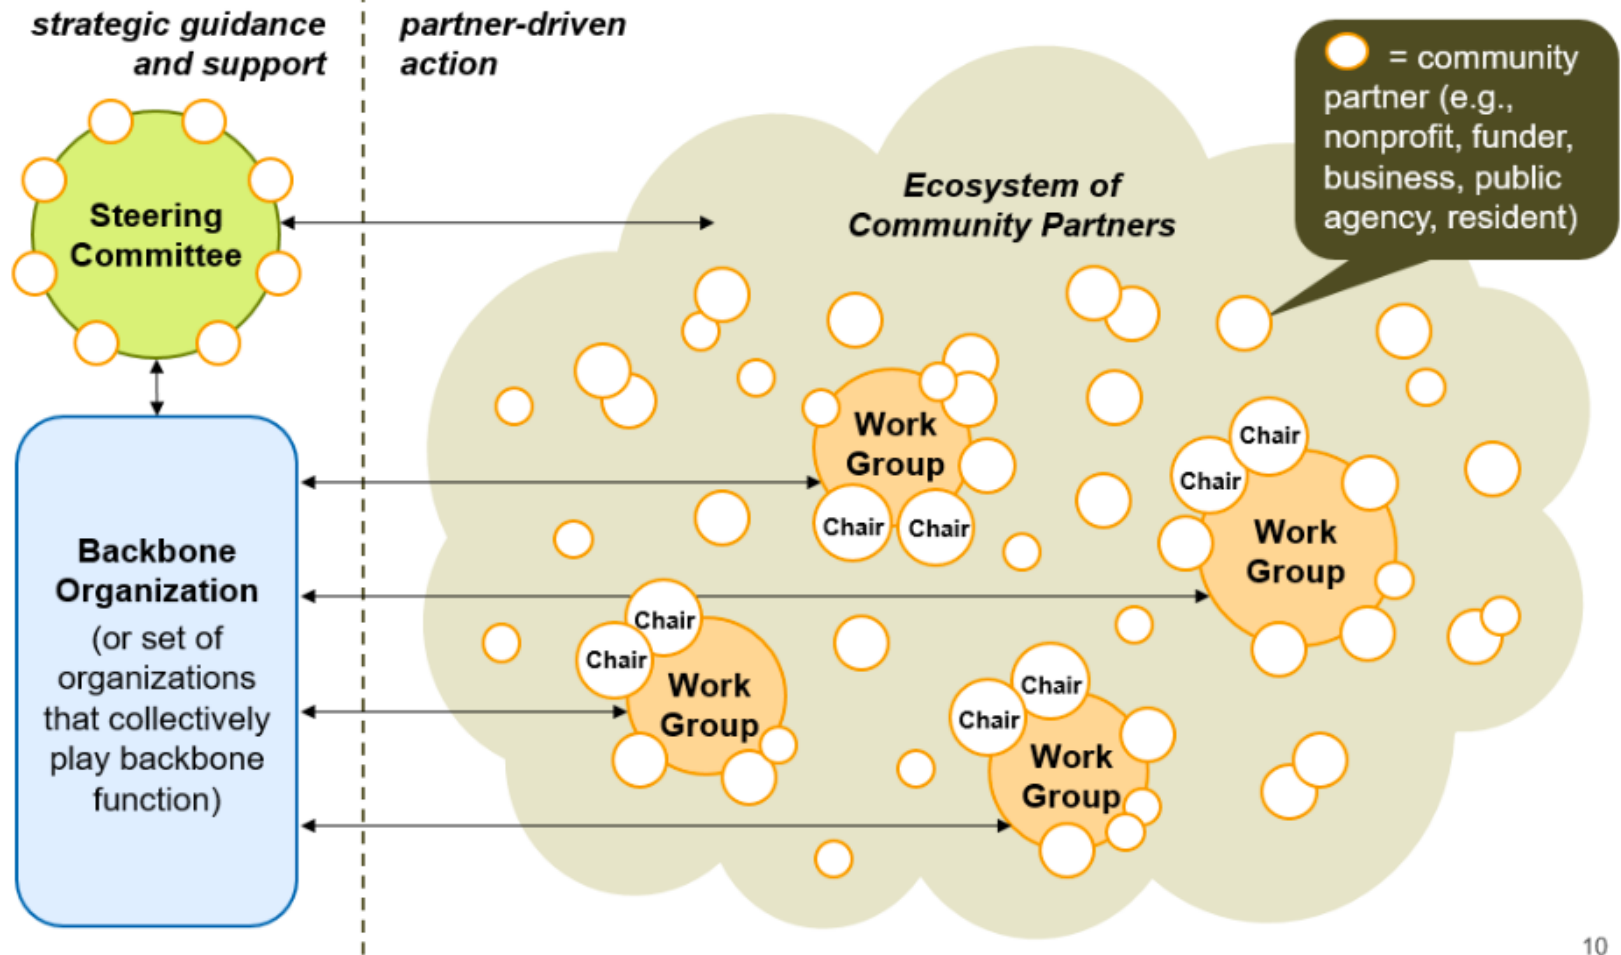 strategic guidance
and support
partner-driven
action
= community
partner (e.g.,
nonprofit, funder,
business, public
agency, resident)
Ecosystem of
Community Partners
Steering
Committee
Work
Group
Chair
Chair
Chair
Chair
Work
Group
Backbone
Organization
(or set of
organizations
that collectively
play backbone
function)
Chair
Chair
Work
Group
Chair
Chair
Work
Group
10